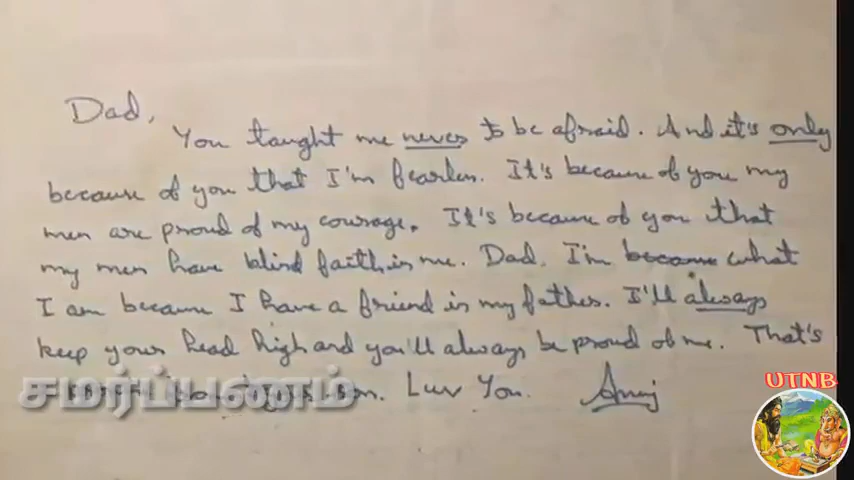 Dad,
You taught me never to be afraid. And it's only
because of you that I'm fearless. It's because of you my
men are proud of my courage. It's because of you that
my men have blind faith in me. Dad, I'm became what
I am because I have a friend in my father. I'll always
keep your head high and you'll always be proud of me. That's
son. Luv You. Anuj
சமர்ப்பணம்
UTNB